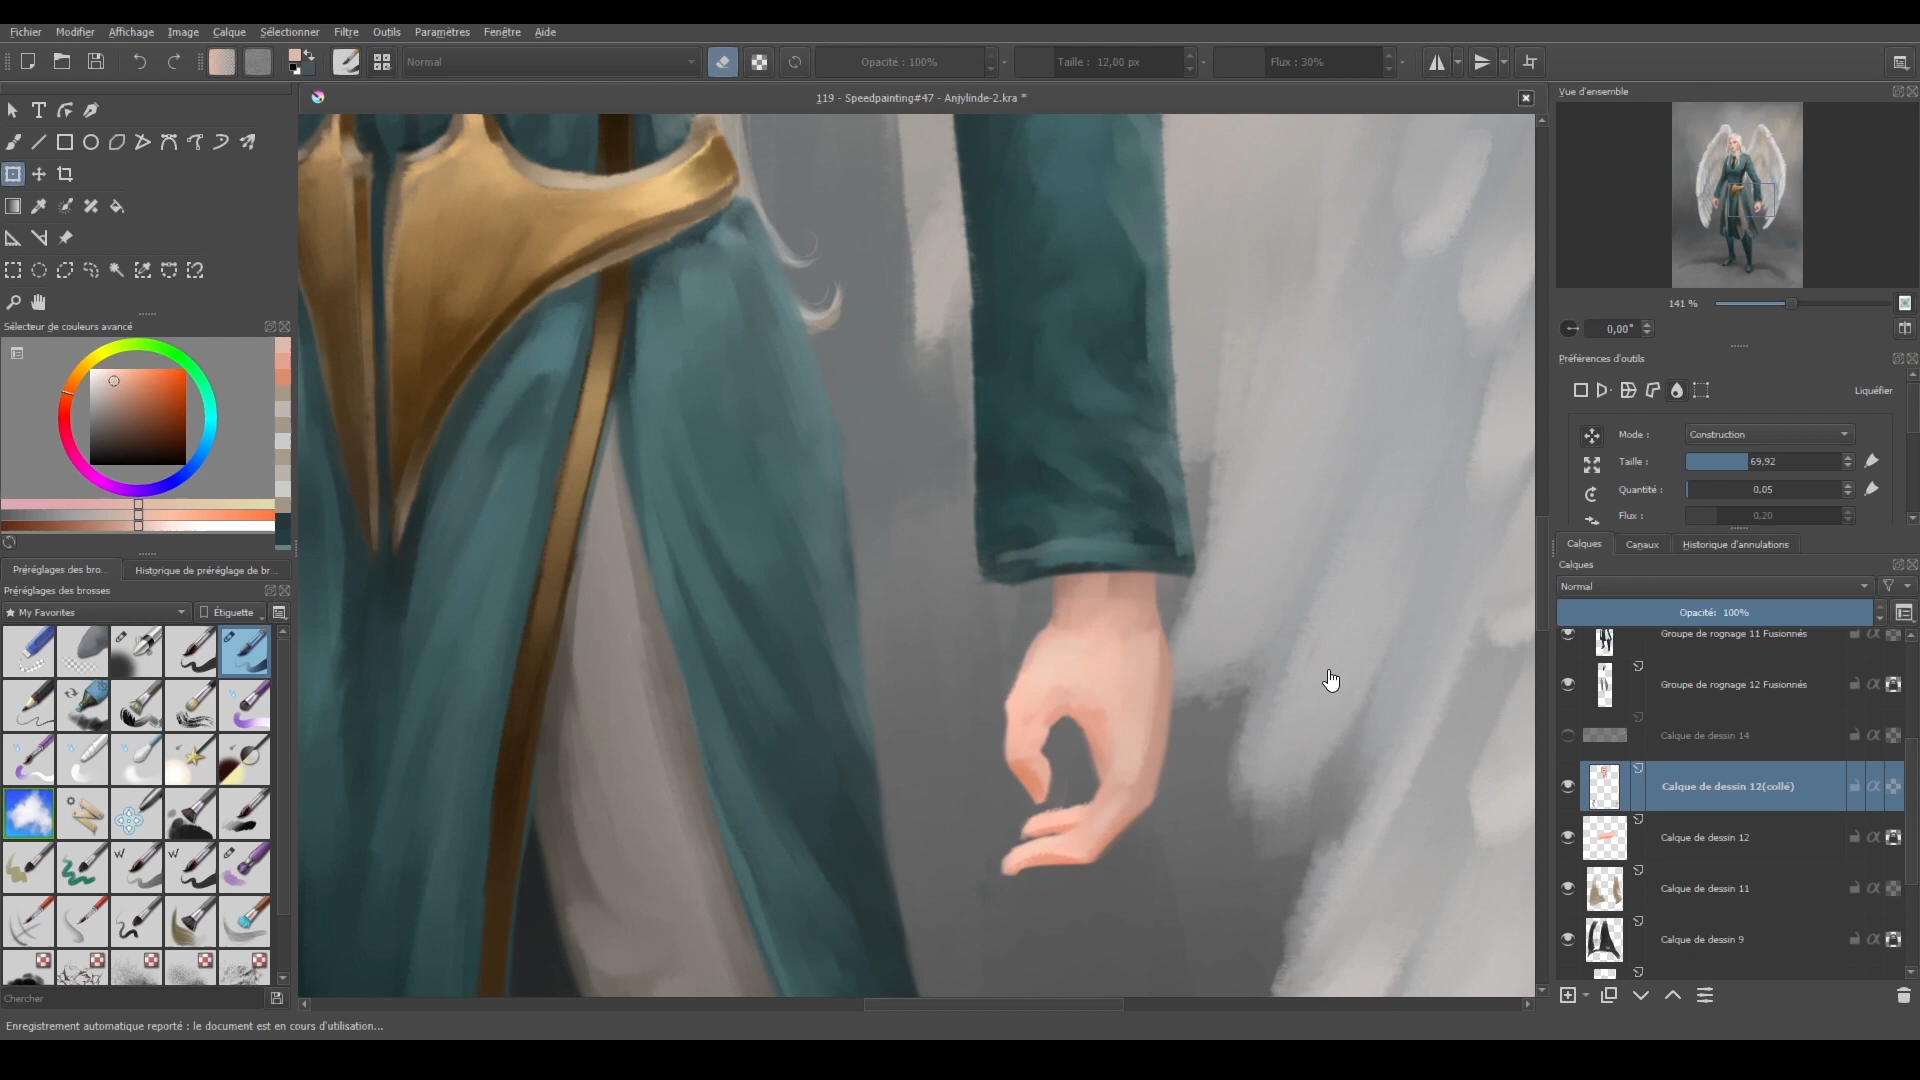 Fichier Modifier Affichage Image Calque Sélectionner Filtre Outils Paramètres Fenêtre Aide
Normal Opacité : 100% Taille : 12,00 px Flux : 30%
119 - Speedpainting#47 - Anjylinde-2.kra *
Vue d'ensemble
141 %
0,00°
Sélecteur de couleurs avancé
Préférences d'outils
Liquéfier
Mode : Construction
Taille : 69,92
Quantité : 0,05
Flux : 0,20
Calques Canaux Historique d'annulations
Calques
Normal
Opacité: 100%
Groupe de rognage 11 Fusionnés
Groupe de rognage 12 Fusionnés
Calque de dessin 14
Calque de dessin 12(collé)
Calque de dessin 12
Calque de dessin 11
Calque de dessin 9
Préréglages des bro... Historique de préréglage de br...
Préréglages des brosses
★ My Favorites Étiquette
W W
Chercher
Enregistrement automatique reporté : le document est en cours d'utilisation...